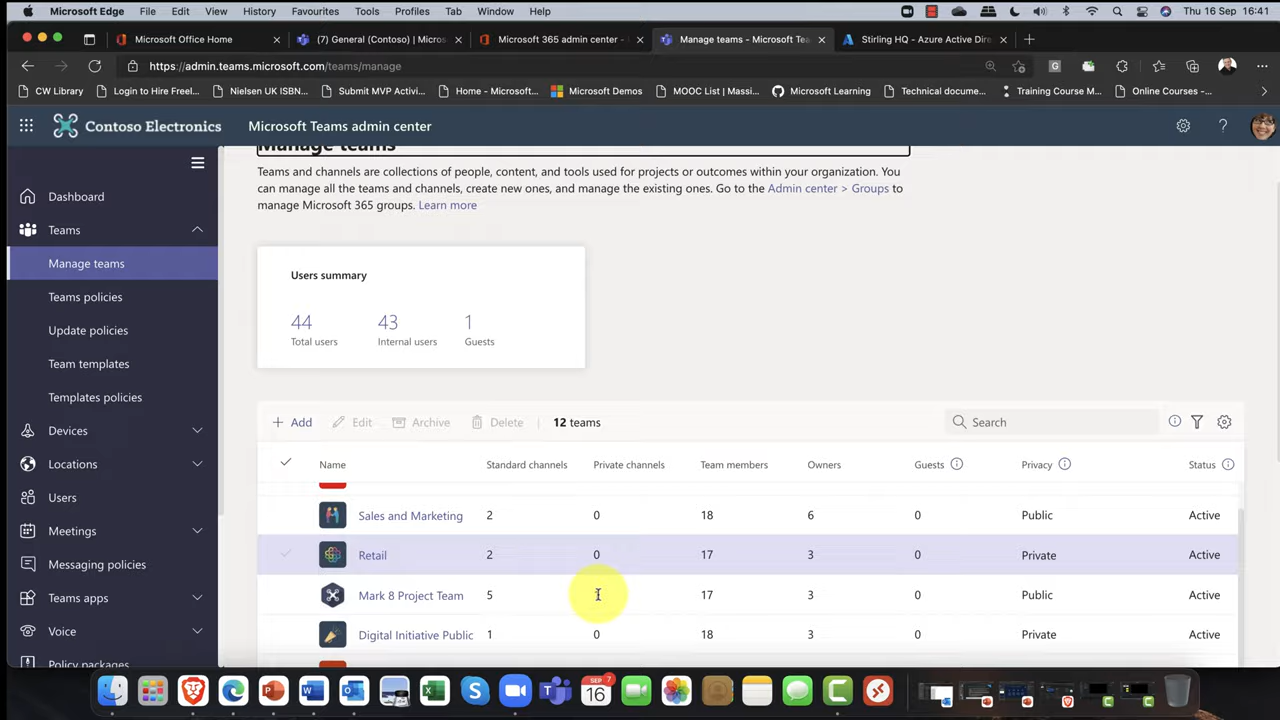 Microsoft Edge File Edit View History Favourites Tools Profiles Tab Window Help Thu 16 Sep 16:41
Microsoft Office Home (7) General (Contoso) | Micros Microsoft 365 admin center - Manage teams - Microsoft Tea Stirling HQ - Azure Active Dire
https://admin.teams.microsoft.com/teams/manage
CW Library Login to Hire Freel... Nielsen UK ISBN... Submit MVP Activi... Home - Microsoft... Microsoft Demos MOOC List | Massi... Microsoft Learning Technical docume... Training Course M... Online Courses -...
Contoso Electronics Microsoft Teams admin center
Manage teams
Teams and channels are collections of people, content, and tools used for projects or outcomes within your organization. You
can manage all the teams and channels, create new ones, and manage the existing ones. Go to the Admin center > Groups to
manage Microsoft 365 groups. Learn more
Dashboard
Teams
Manage teams
Teams policies
Update policies
Team templates
Templates policies
Devices
Locations
Users
Meetings
Messaging policies
Teams apps
Voice
Policy packages
Users summary
44 43 1
Total users Internal users Guests
+ Add Edit Archive Delete 12 teams Search
Name Standard channels Private channels Team members Owners Guests Privacy Status
Sales and Marketing 2 0 18 6 0 Public Active
Retail 2 0 17 3 0 Private Active
Mark 8 Project Team 5 17 3 0 Public Active
Digital Initiative Public 1 0 18 3 0 Private Active
SEP 7
16